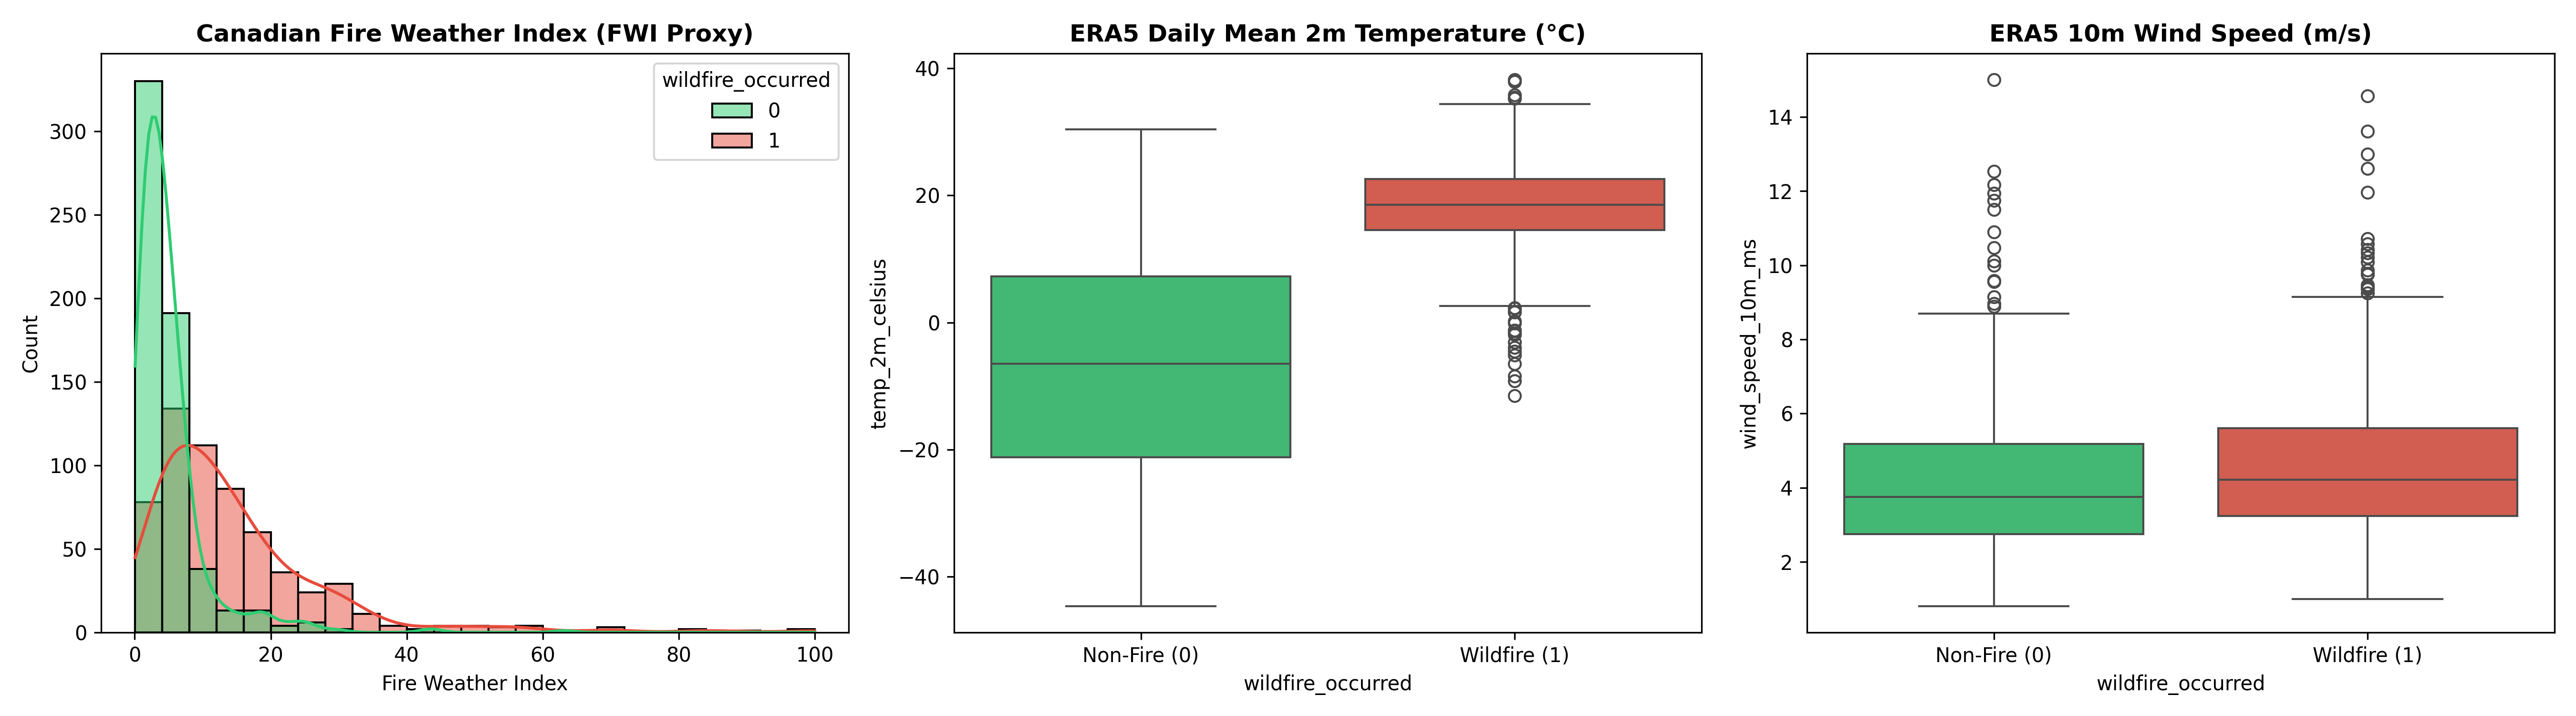 Canadian Fire Weather Index (FWI Proxy)
wildfire_occurred
0
1
Count
300
250
200
150
100
50
0
0 20 40 60 80 100
Fire Weather Index
ERA5 Daily Mean 2m Temperature (°C)
temp_2m_celsius
40
20
0
−20
−40
Non-Fire (0) Wildfire (1)
wildfire_occurred
ERA5 10m Wind Speed (m/s)
wind_speed_10m_ms
14
12
10
8
6
4
2
Non-Fire (0) Wildfire (1)
wildfire_occurred